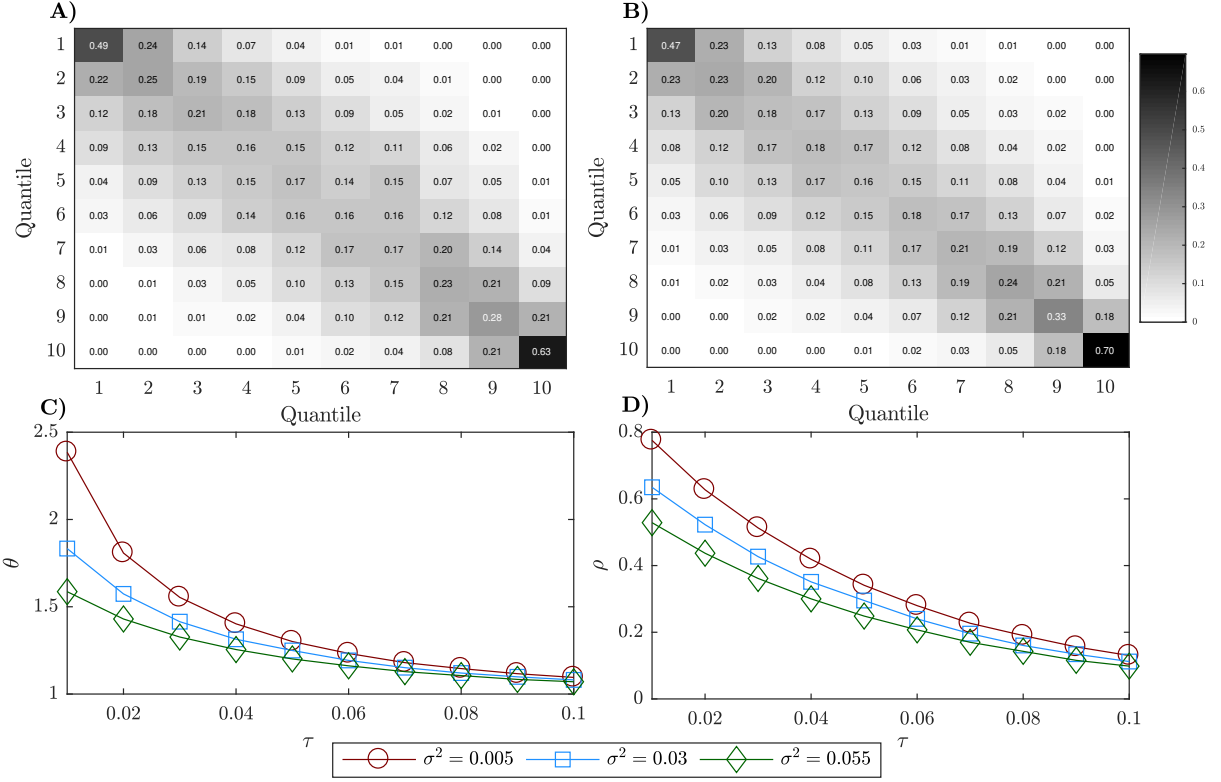 A)
1 0.49 0.24 0.14 0.07 0.04 0.01 0.01 0.00 0.00 0.00
2 0.22 0.25 0.19 0.15 0.09 0.05 0.04 0.01 0.00 0.00
3 0.12 0.18 0.21 0.18 0.13 0.09 0.05 0.02 0.01 0.00
4 0.09 0.13 0.15 0.16 0.15 0.12 0.11 0.06 0.02 0.00
5 0.04 0.09 0.13 0.15 0.17 0.14 0.15 0.07 0.05 0.01
6 0.03 0.06 0.09 0.14 0.16 0.16 0.16 0.12 0.08 0.01
7 0.01 0.03 0.06 0.08 0.12 0.17 0.17 0.20 0.14 0.04
8 0.00 0.01 0.03 0.05 0.10 0.13 0.15 0.23 0.21 0.09
9 0.00 0.01 0.01 0.02 0.04 0.10 0.12 0.21 0.28 0.21
10 0.00 0.00 0.00 0.00 0.01 0.02 0.04 0.08 0.21 0.63
1 2 3 4 5 6 7 8 9 10
Quantile
Quantile
B)
1 0.47 0.23 0.13 0.08 0.05 0.03 0.01 0.01 0.00 0.00
2 0.23 0.23 0.20 0.12 0.10 0.06 0.03 0.02 0.00 0.00
3 0.13 0.20 0.18 0.17 0.13 0.09 0.05 0.03 0.01 0.00
4 0.08 0.12 0.17 0.18 0.17 0.12 0.08 0.04 0.02 0.00
5 0.05 0.10 0.13 0.17 0.16 0.15 0.11 0.08 0.04 0.01
6 0.03 0.06 0.09 0.12 0.15 0.18 0.17 0.13 0.07 0.02
7 0.01 0.03 0.05 0.08 0.11 0.17 0.21 0.19 0.12 0.03
8 0.01 0.02 0.03 0.04 0.08 0.13 0.19 0.24 0.21 0.05
9 0.00 0.00 0.02 0.02 0.04 0.07 0.12 0.21 0.33 0.18
10 0.00 0.00 0.00 0.00 0.01 0.02 0.03 0.05 0.18 0.70
1 2 3 4 5 6 7 8 9 10
Quantile
Quantile
0.6
0.5
0.4
0.3
0.2
0.1
0
C)
2.5
2
1.5
1
θ
0.02 0.04 0.06 0.08 0.1
τ
D)
0.8
0.6
0.4
0.2
0
ρ
0.02 0.04 0.06 0.08 0.1
τ
σ² = 0.005 σ² = 0.03 σ² = 0.055